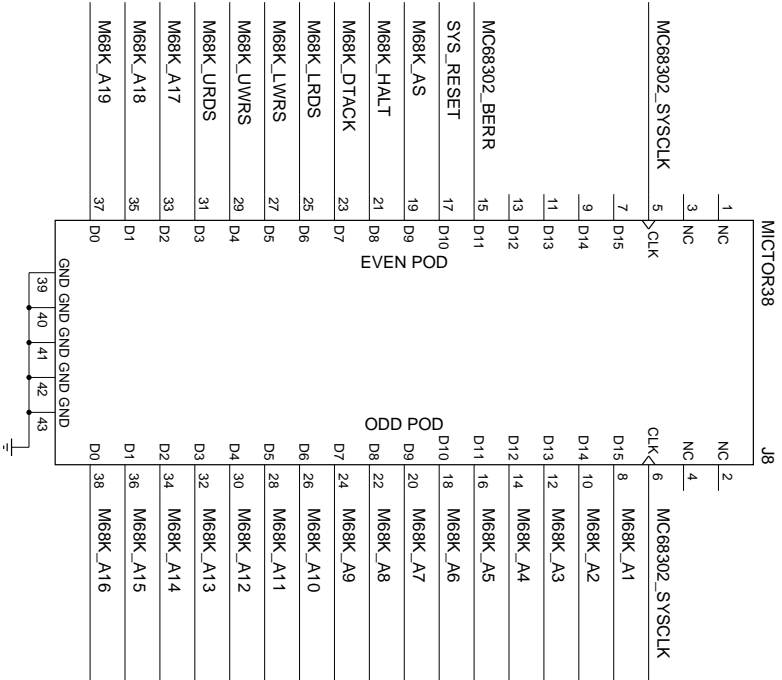 MICTOR38 J8
1 NC NC 2
3 NC NC 4
MC68302_SYSCLK 5 CLK CLK 6 MC68302_SYSCLK
7 D15 D15 8 M68K_A1
9 D14 D14 10 M68K_A2
11 D13 D13 12 M68K_A3
13 D12 D12 14 M68K_A4
MC68302_BERR 15 D11 D11 16 M68K_A5
SYS_RESET 17 D10 D10 18 M68K_A6
M68K_AS 19 D9 D9 20 M68K_A7
M68K_HALT 21 D8 D8 22 M68K_A8
M68K_DTACK 23 D7 D7 24 M68K_A9
M68K_LRDS 25 D6 D6 26 M68K_A10
M68K_LWRS 27 D5 D5 28 M68K_A11
M68K_UWRS 29 D4 D4 30 M68K_A12
M68K_URDS 31 D3 D3 32 M68K_A13
M68K_A17 33 D2 D2 34 M68K_A14
M68K_A18 35 D1 D1 36 M68K_A15
M68K_A19 37 D0 D0 38 M68K_A16
EVEN POD
ODD POD
GND GND GND GND GND
39 40 41 42 43